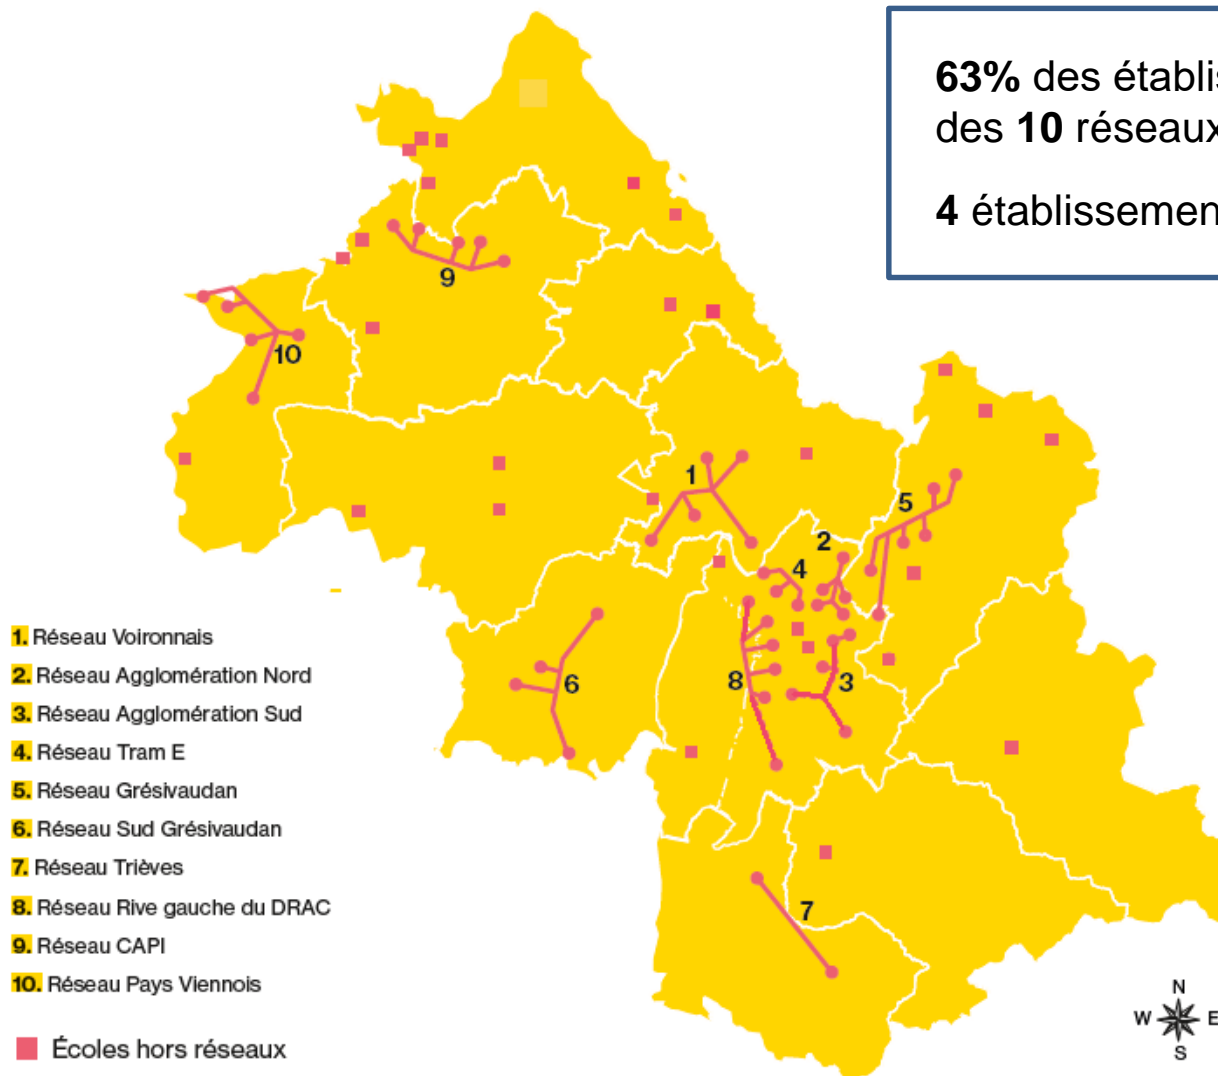 63% des établis
des 10 réseaux
4 établissemen
9
10
1
5
2
4
6
8
3
7
1. Réseau Voironnais
2. Réseau Agglomération Nord
3. Réseau Agglomération Sud
4. Réseau Tram E
5. Réseau Grésivaudan
6. Réseau Sud Grésivaudan
7. Réseau Trièves
8. Réseau Rive gauche du DRAC
9. Réseau CAPI
10. Réseau Pays Viennois
Écoles hors réseaux
N
W E
S